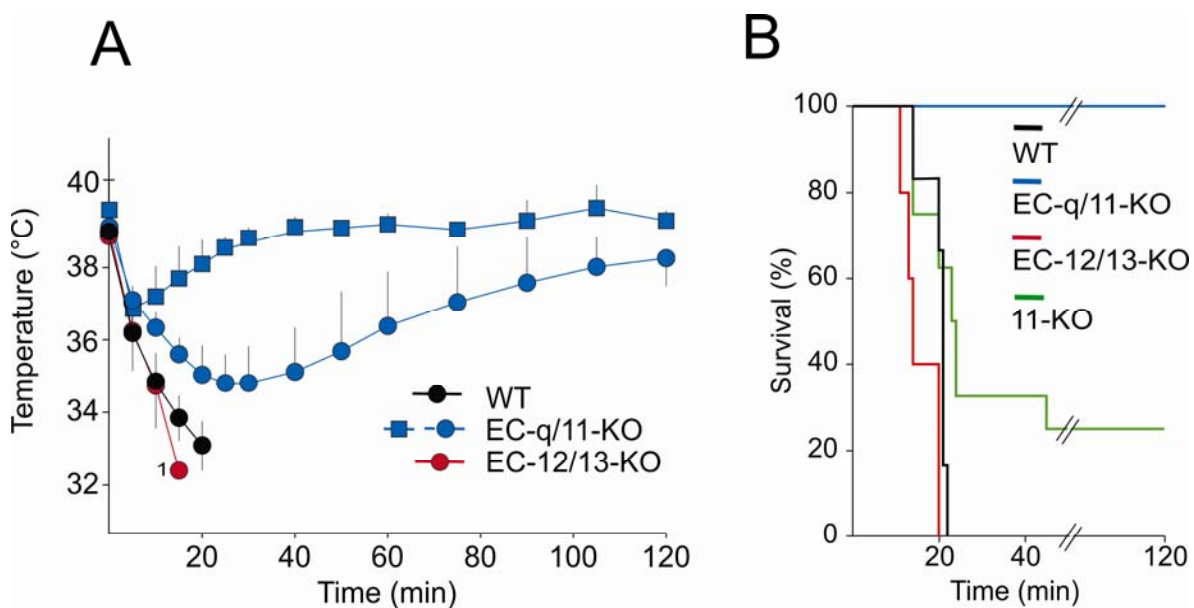 A
Temperature (°C)
40
38
36
34
32
1
WT
EC-q/11-KO
EC-12/13-KO
20
40
60
80
100
120
Time (min)
B
Survival (%)
100
80
60
40
20
0
WT
EC-q/11-KO
EC-12/13-KO
11-KO
20
40
120
Time (min)